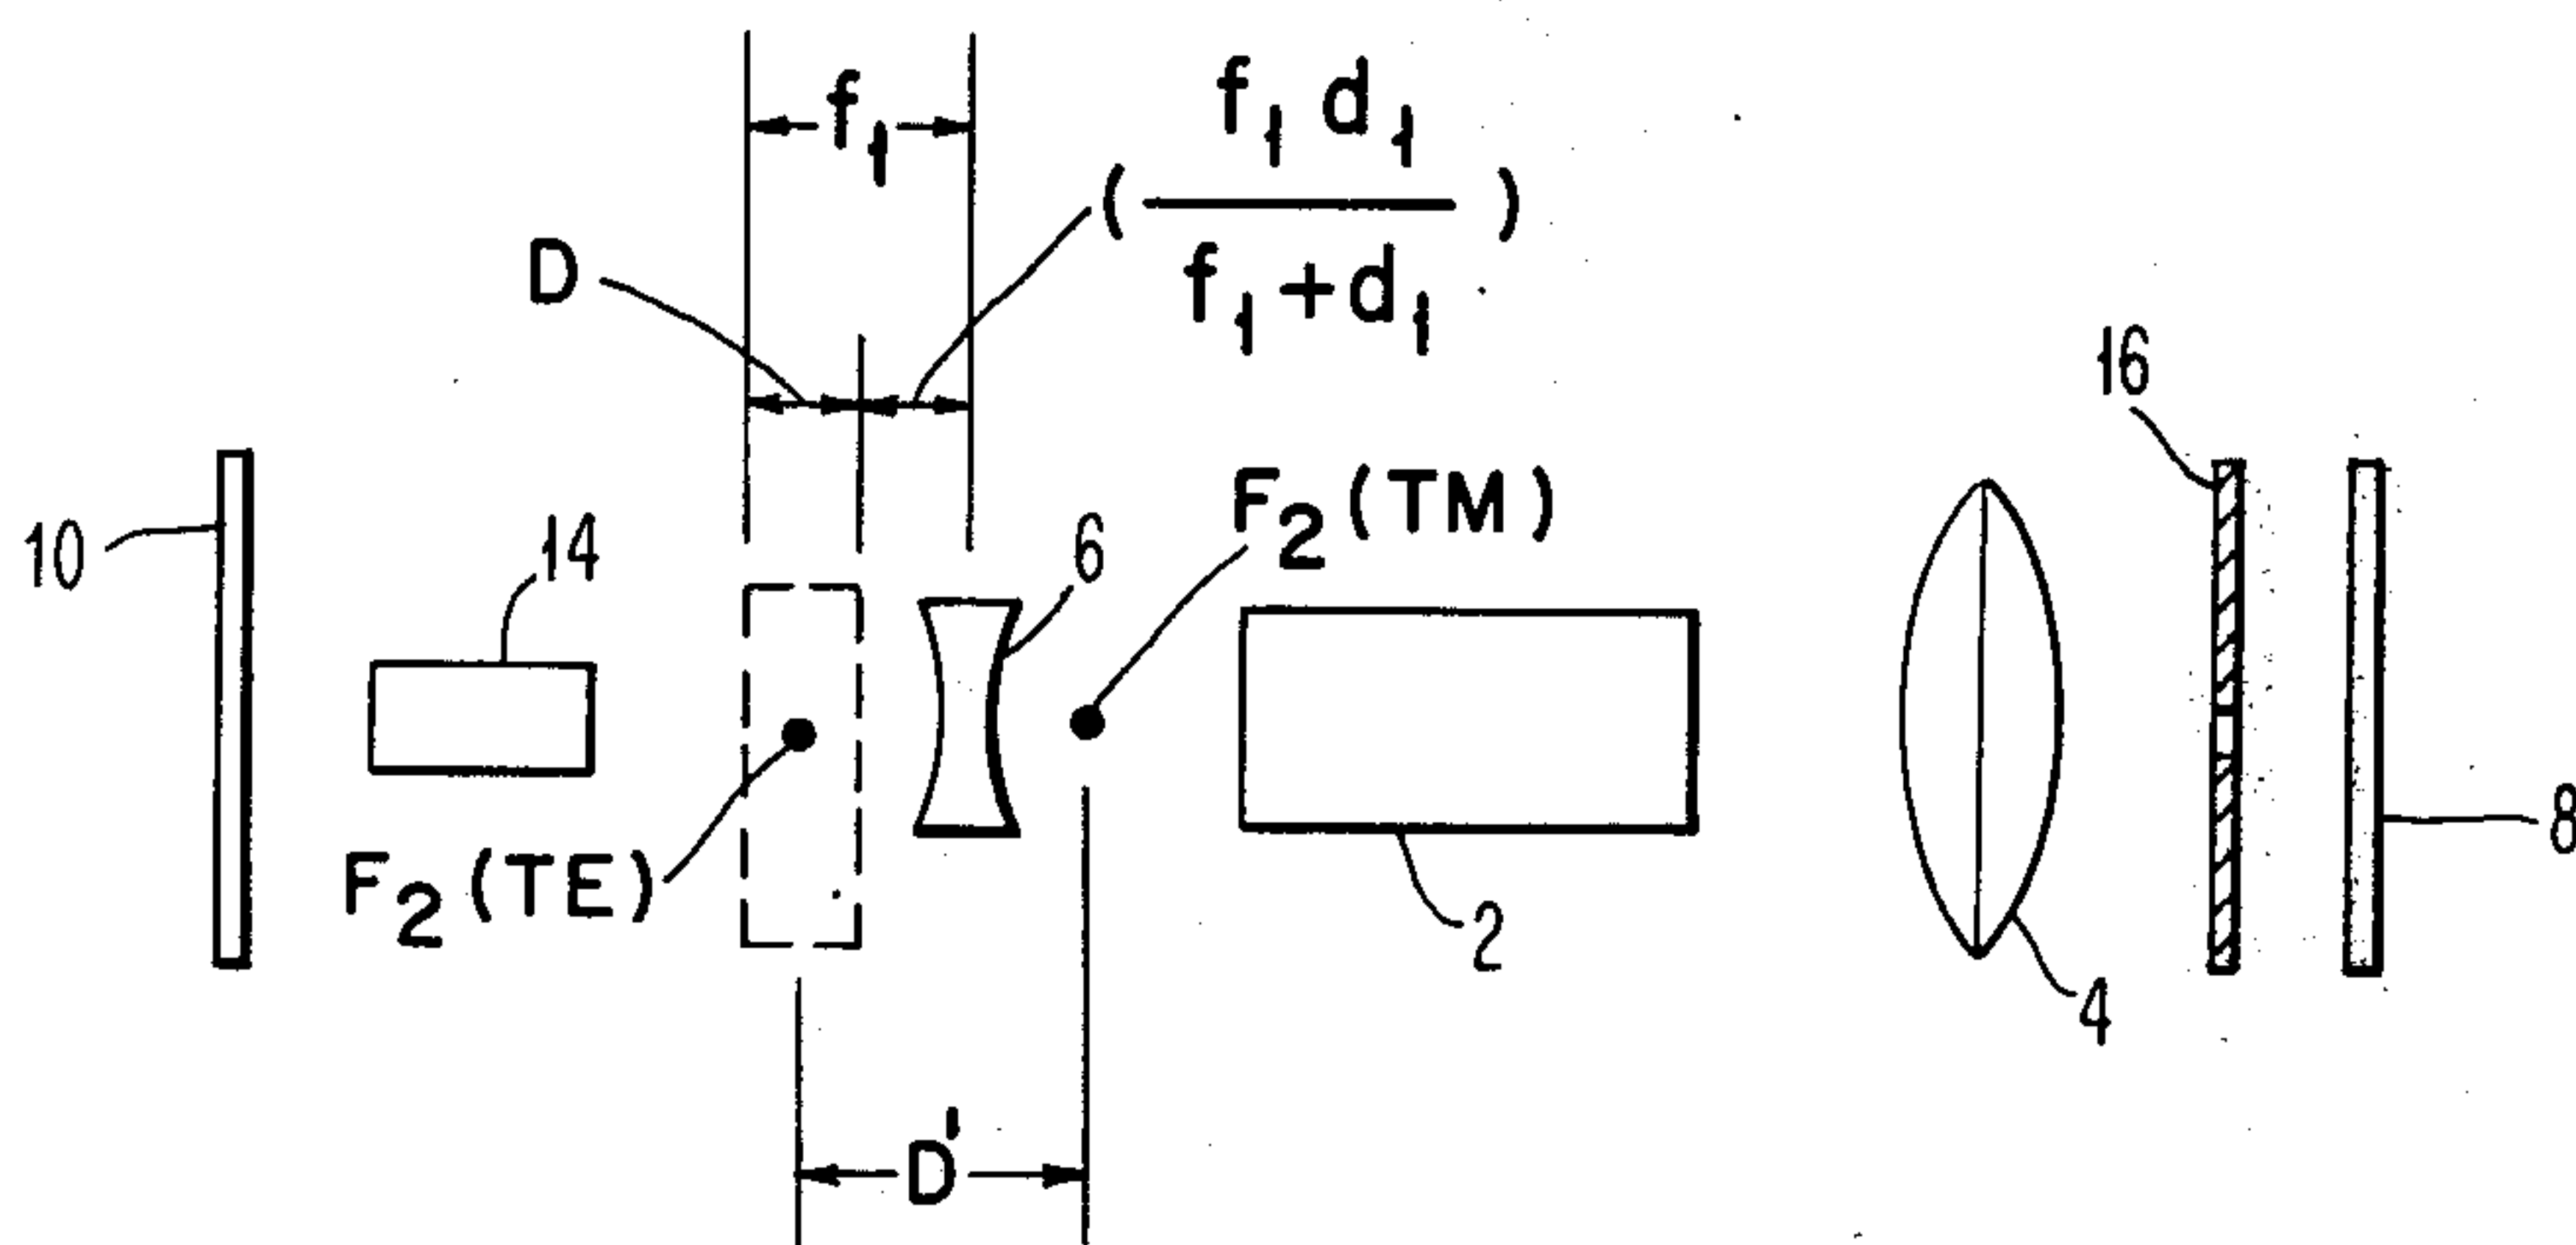 f₁
( f₁ d₁ / f₁ + d₁ )
D
16
F₂ (TM)
10
14
6
F₂ (TE)
2
8
4
D'